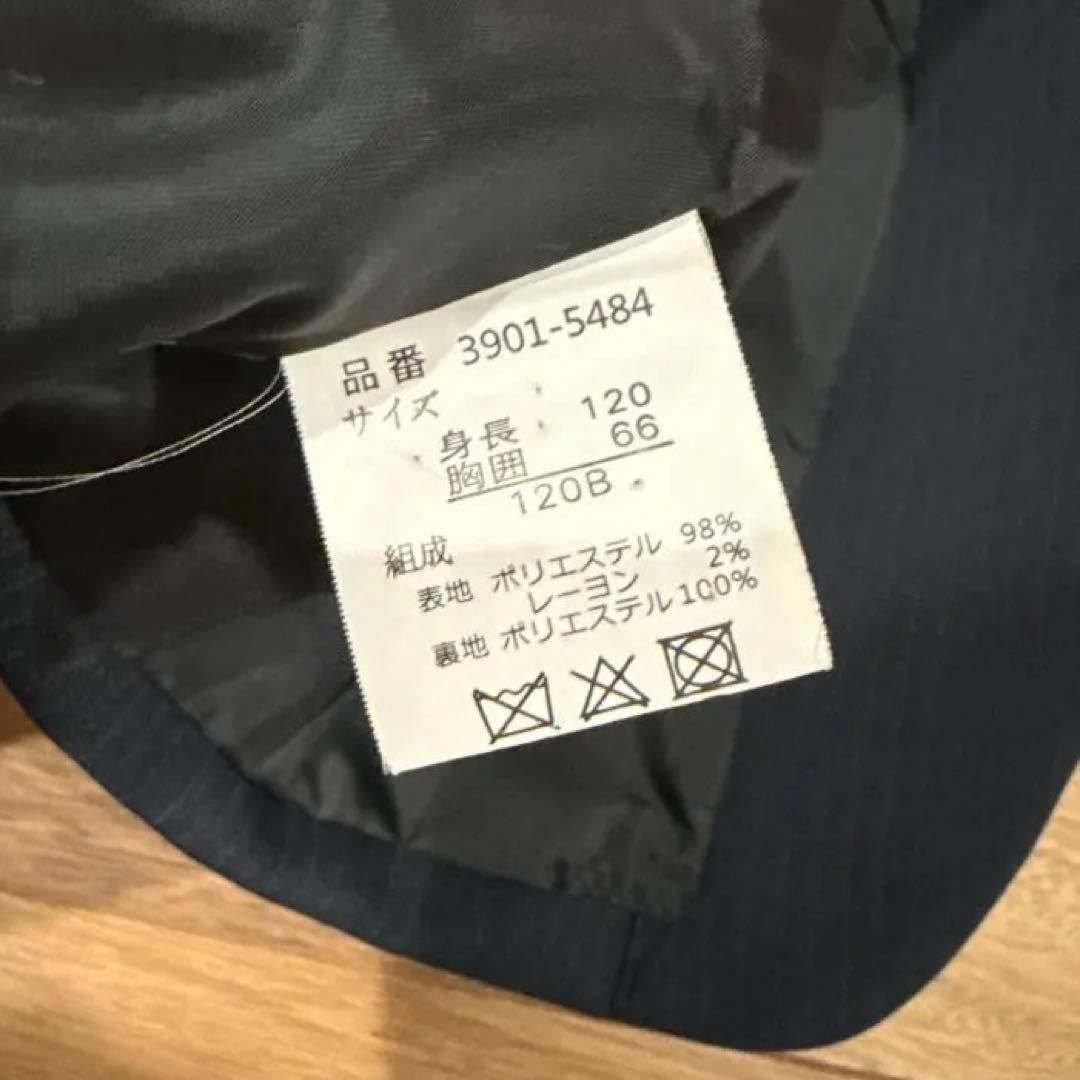 品番 3901-5484
サイズ
身長 120
胸囲 66
120B
組成
表地 ポリエステル 98%
レーヨン 2%
裏地 ポリエステル 100%